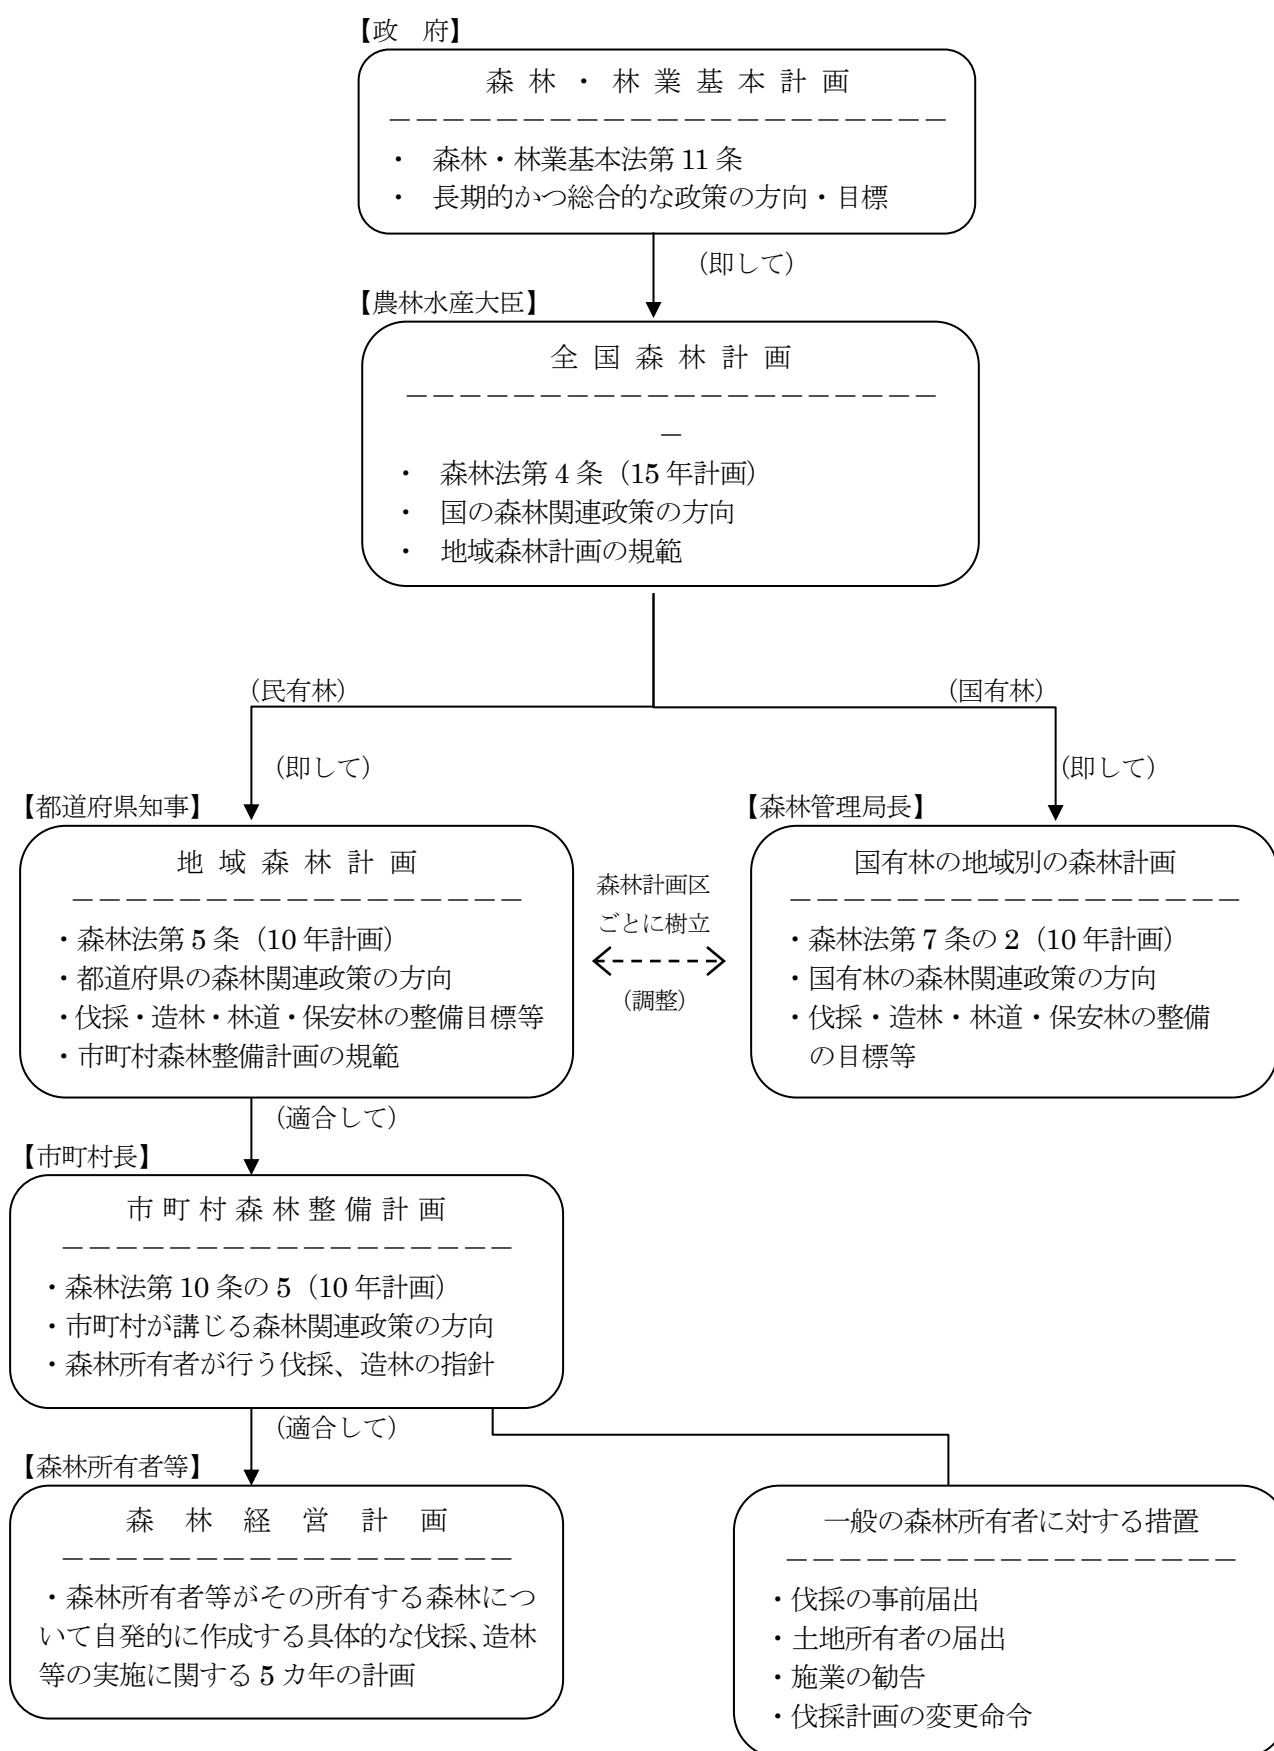 【政　府】
森林・林業基本計画
―――――――――――――――――――――
・　森林・林業基本法第 11 条
・　長期的かつ総合的な政策の方向・目標
（即して）
【農林水産大臣】
全国森林計画
――――――――――――――――――――
―
・　森林法第 4 条（15 年計画）
・　国の森林関連政策の方向
・　地域森林計画の規範
（民有林）
（国有林）
（即して）
（即して）
【都道府県知事】
地域森林計画
―――――――――――――――――
・森林法第 5 条（10 年計画）
・都道府県の森林関連政策の方向
・伐採・造林・林道・保安林の整備目標等
・市町村森林整備計画の規範
森林計画区
ごとに樹立
（調整）
【森林管理局長】
国有林の地域別の森林計画
―――――――――――――――――
・森林法第 7 条の 2（10 年計画）
・国有林の森林関連政策の方向
・伐採・造林・林道・保安林の整備
の目標等
（適合して）
【市町村長】
市町村森林整備計画
―――――――――――――――――
・森林法第 10 条の 5（10 年計画）
・市町村が講じる森林関連政策の方向
・森林所有者が行う伐採、造林の指針
（適合して）
【森林所有者等】
森　林　経　営　計　画
―――――――――――――――――
・森林所有者等がその所有する森林につ
いて自発的に作成する具体的な伐採、造林
等の実施に関する 5 カ年の計画
一般の森林所有者に対する措置
―――――――――――――――――
・伐採の事前届出
・土地所有者の届出
・施業の勧告
・伐採計画の変更命令